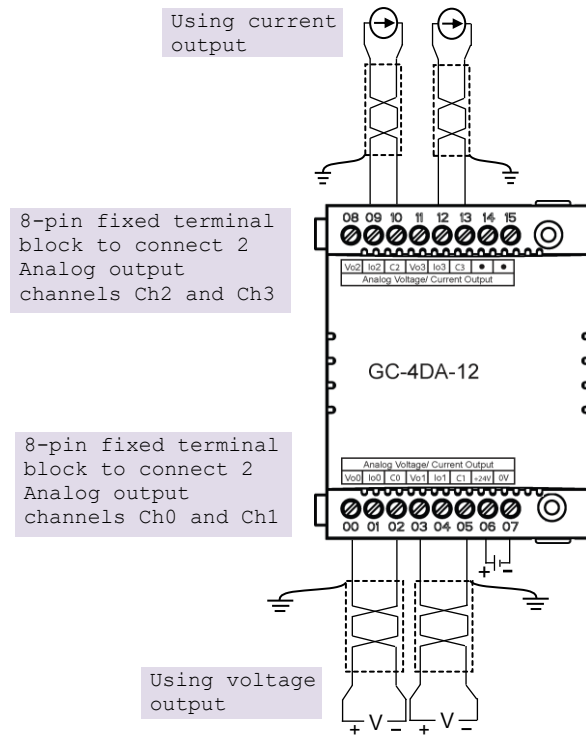 Using current
output
8-pin fixed terminal
block to connect 2
Analog output
channels Ch2 and Ch3
08 09 10 11 12 13 14 15
Vo2 Io2 C2 Vo3 Io3 C3 • •
Analog Voltage/ Current Output
GC-4DA-12
8-pin fixed terminal
block to connect 2
Analog output
channels Ch0 and Ch1
Analog Voltage/ Current Output
Vo0 Io0 C0 Vo1 Io1 C1 +24V 0V
00 01 02 03 04 05 06 07
+ -
Using voltage
output
+ V - + V -